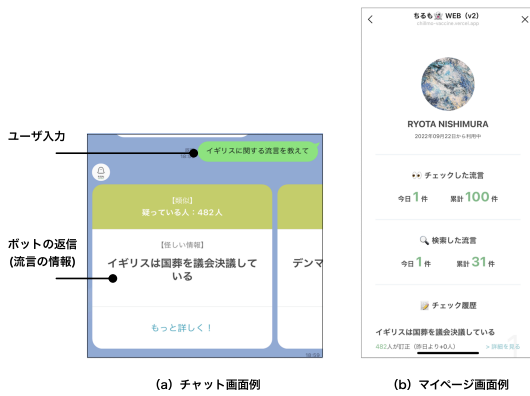 ユーザ入力
ボットの返信
(流言の情報)
イギリスに関する流言を教えて
【類似】
疑っている人：482人
【怪しい情報】
イギリスは国葬を議会決議して
いる
もっと詳しく！
デンマ
(a) チャット画面例
ちるも WEB（v2）
chillmo-vaccine.vercel.app
RYOTA NISHIMURA
2022年09月22日から利用中
👀 チェックした流言
今日 1 件 累計 100 件
🔍 検索した流言
今日 1 件 累計 31 件
📝 チェック履歴
イギリスは国葬を議会決議している
482人が訂正（昨日より+0人） > 詳細を見る
(b) マイページ画面例